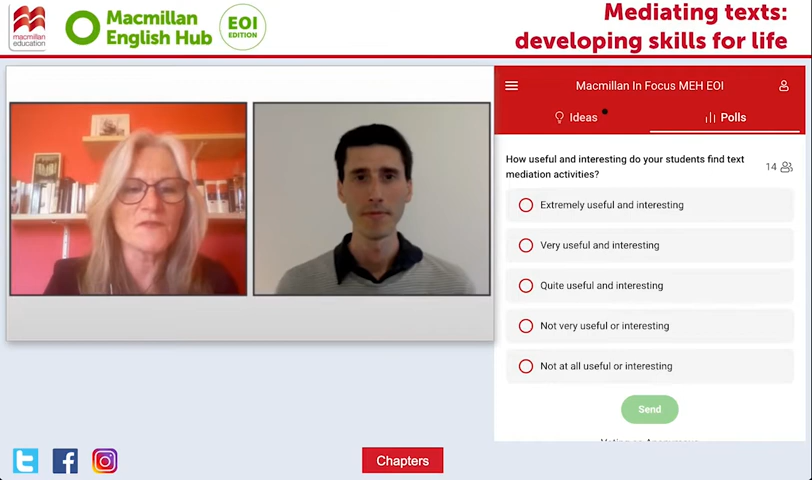 macmillan
education
Macmillan
English Hub
EOI
EDITION
Mediating texts:
developing skills for life
Macmillan In Focus MEH EOI
Ideas
Polls
How useful and interesting do your students find text
mediation activities?
14
Extremely useful and interesting
Very useful and interesting
Quite useful and interesting
Not very useful or interesting
Not at all useful or interesting
Send
Chapters